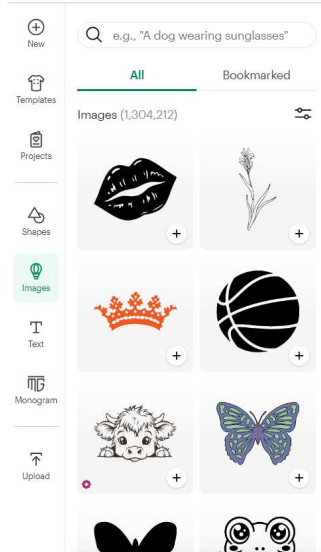 New
Templates
Projects
Shapes
Images
Text
Monogram
Upload
e.g., "A dog wearing sunglasses"
All Bookmarked
Images (1,304,212)